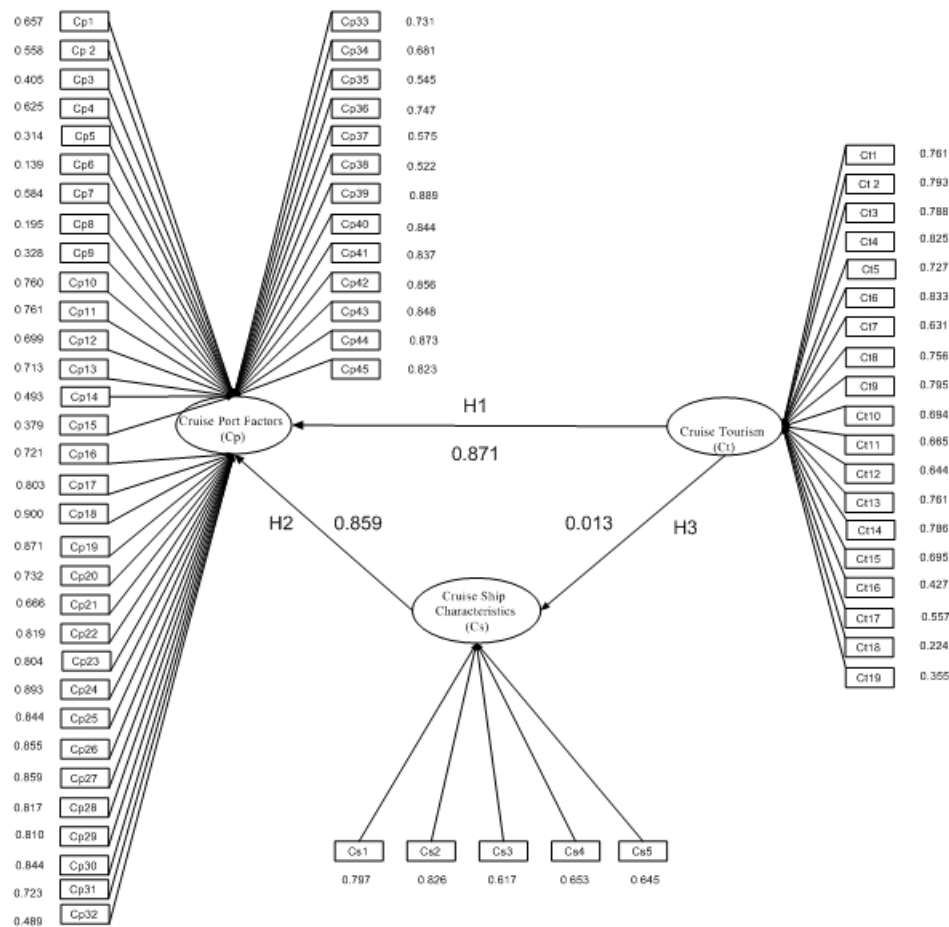 0.657 Cp1
0.558 Cp 2
0.405 Cp3
0.625 Cp4
0.314 Cp5
0.139 Cp6
0.584 Cp7
0.195 Cp8
0.328 Cp9
0.760 Cp10
0.761 Cp11
0.699 Cp12
0.713 Cp13
0.493 Cp14
0.379 Cp15
0.721 Cp16
0.803 Cp17
0.900 Cp18
0.871 Cp19
0.732 Cp20
0.666 Cp21
0.819 Cp22
0.804 Cp23
0.893 Cp24
0.844 Cp25
0.855 Cp26
0.859 Cp27
0.817 Cp28
0.810 Cp29
0.844 Cp30
0.723 Cp31
0.489 Cp32
Cp33 0.731
Cp34 0.681
Cp35 0.545
Cp36 0.747
Cp37 0.575
Cp38 0.522
Cp39 0.889
Cp40 0.844
Cp41 0.837
Cp42 0.856
Cp43 0.848
Cp44 0.873
Cp45 0.823
Cruise Port Factors
(Cp)
H1
0.871
Cruise Tourism
(Ct)
H2 0.859
0.013 H3
Cruise Ship
Characteristics
(Cs)
Ct1 0.761
Ct 2 0.793
Ct3 0.788
Ct4 0.825
Ct5 0.727
Ct6 0.833
Ct7 0.631
Ct8 0.756
Ct9 0.795
Ct10 0.694
Ct11 0.665
Ct12 0.644
Ct13 0.761
Ct14 0.786
Ct15 0.695
Ct16 0.427
Ct17 0.557
Ct18 0.224
Ct19 0.355
Cs1 Cs2 Cs3 Cs4 Cs5
0.797 0.826 0.617 0.653 0.645